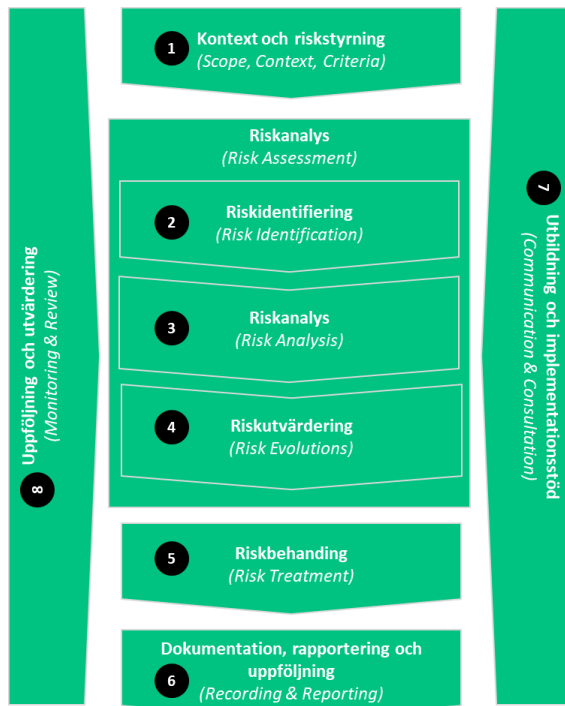 1
Kontext och riskstyrning
(Scope, Context, Criteria)
Riskanalys
(Risk Assessment)
2
Riskidentifiering
(Risk Identification)
3
Riskanalys
(Risk Analysis)
4
Riskutvärdering
(Risk Evolutions)
5
Riskbehanding
(Risk Treatment)
Dokumentation, rapportering och
uppföljning
6
(Recording & Reporting)
7
Utbildning och implementationsstöd
(Communication & Consultation)
8
Uppföljning och utvärdering
(Monitoring & Review)